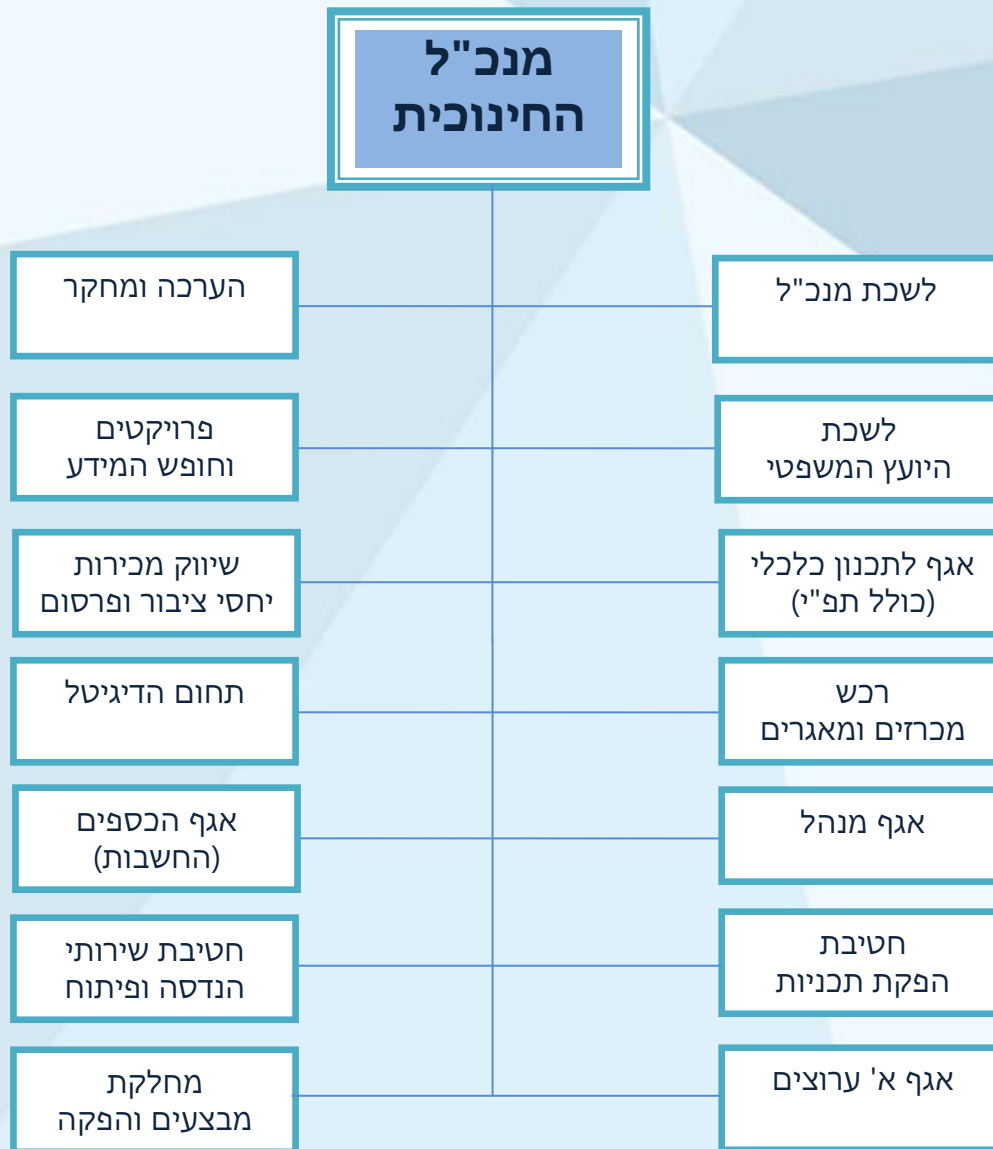 מנכ"ל
החינוכית
לשכת מנכ"ל
הערכה ומחקר
לשכת
היועץ המשפטי
פרויקטים
וחופש המידע
אגף לתכנון כלכלי
(כולל תפ"י)
שיווק מכירות
יחסי ציבור ופרסום
רכש
מכרזים ומאגרים
תחום הדיגיטל
אגף מנהל
אגף הכספים
(החשבות)
חטיבת
הפקת תכניות
חטיבת שירותי
הנדסה ופיתוח
אגף א' ערוצים
מחלקת
מבצעים והפקה